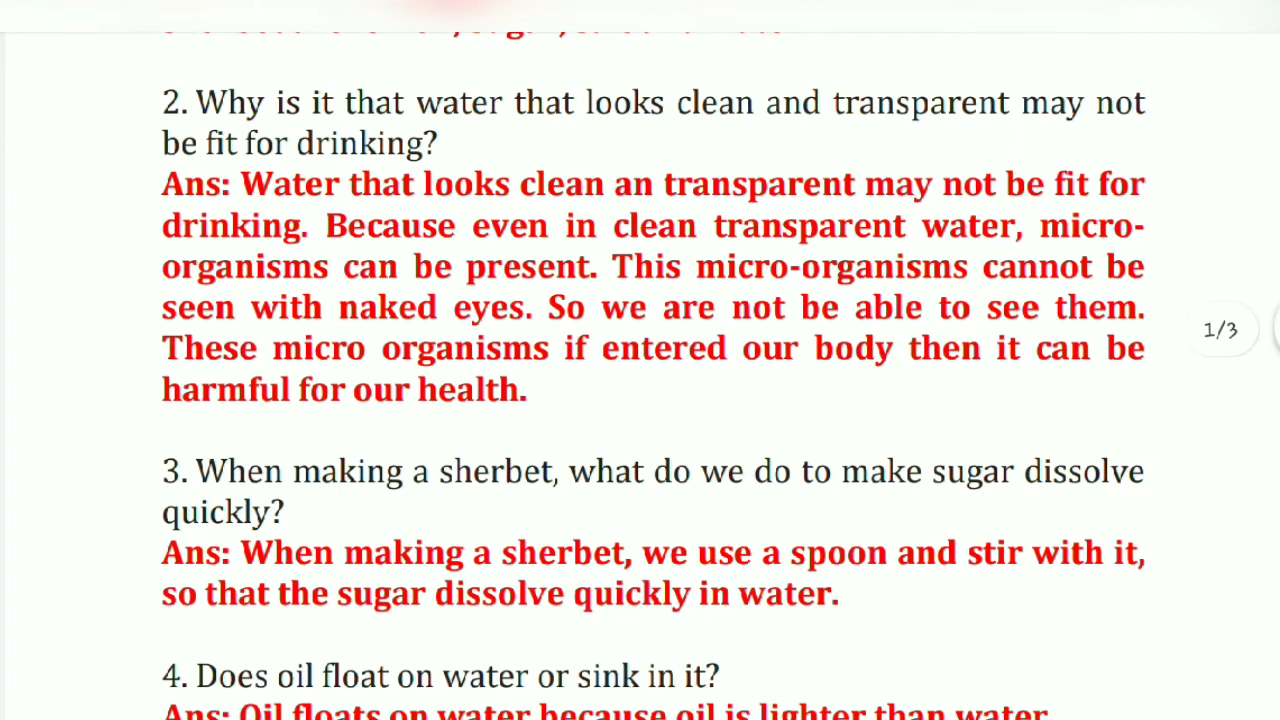 2. Why is it that water that looks clean and transparent may not
be fit for drinking?
Ans: Water that looks clean an transparent may not be fit for
drinking. Because even in clean transparent water, micro-
organisms can be present. This micro-organisms cannot be
seen with naked eyes. So we are not be able to see them.
These micro organisms if entered our body then it can be
harmful for our health.
1/3
3. When making a sherbet, what do we do to make sugar dissolve
quickly?
Ans: When making a sherbet, we use a spoon and stir with it,
so that the sugar dissolve quickly in water.
4. Does oil float on water or sink in it?
Ans: Oil floats on water because oil is lighter than water